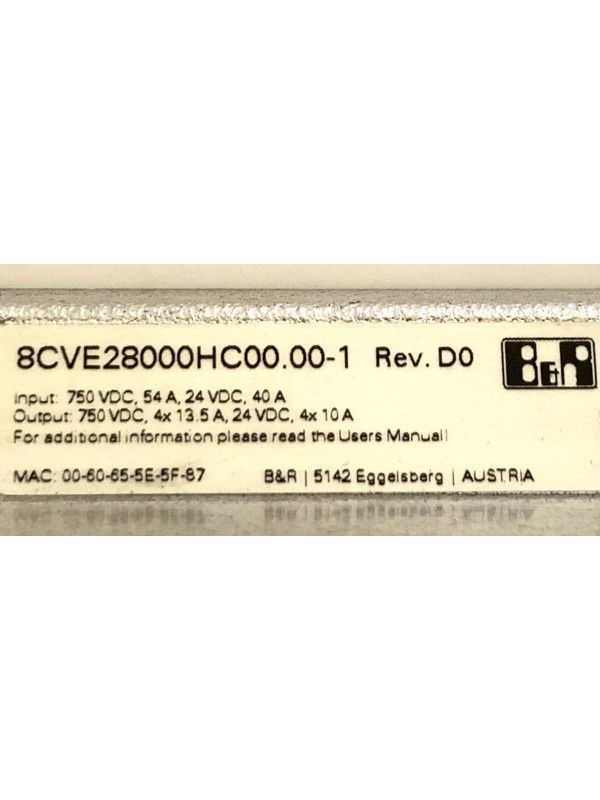 8CVE28000HC00.00-1 Rev. D0 B&R
Input: 750 VDC, 54 A, 24 VDC, 40 A
Output: 750 VDC, 4x 13.5 A, 24 VDC, 4x 10 A
For additional information please read the Users Manual!
MAC: 00-60-65-5E-5F-87 B&R | 5142 Eggelsberg | AUSTRIA